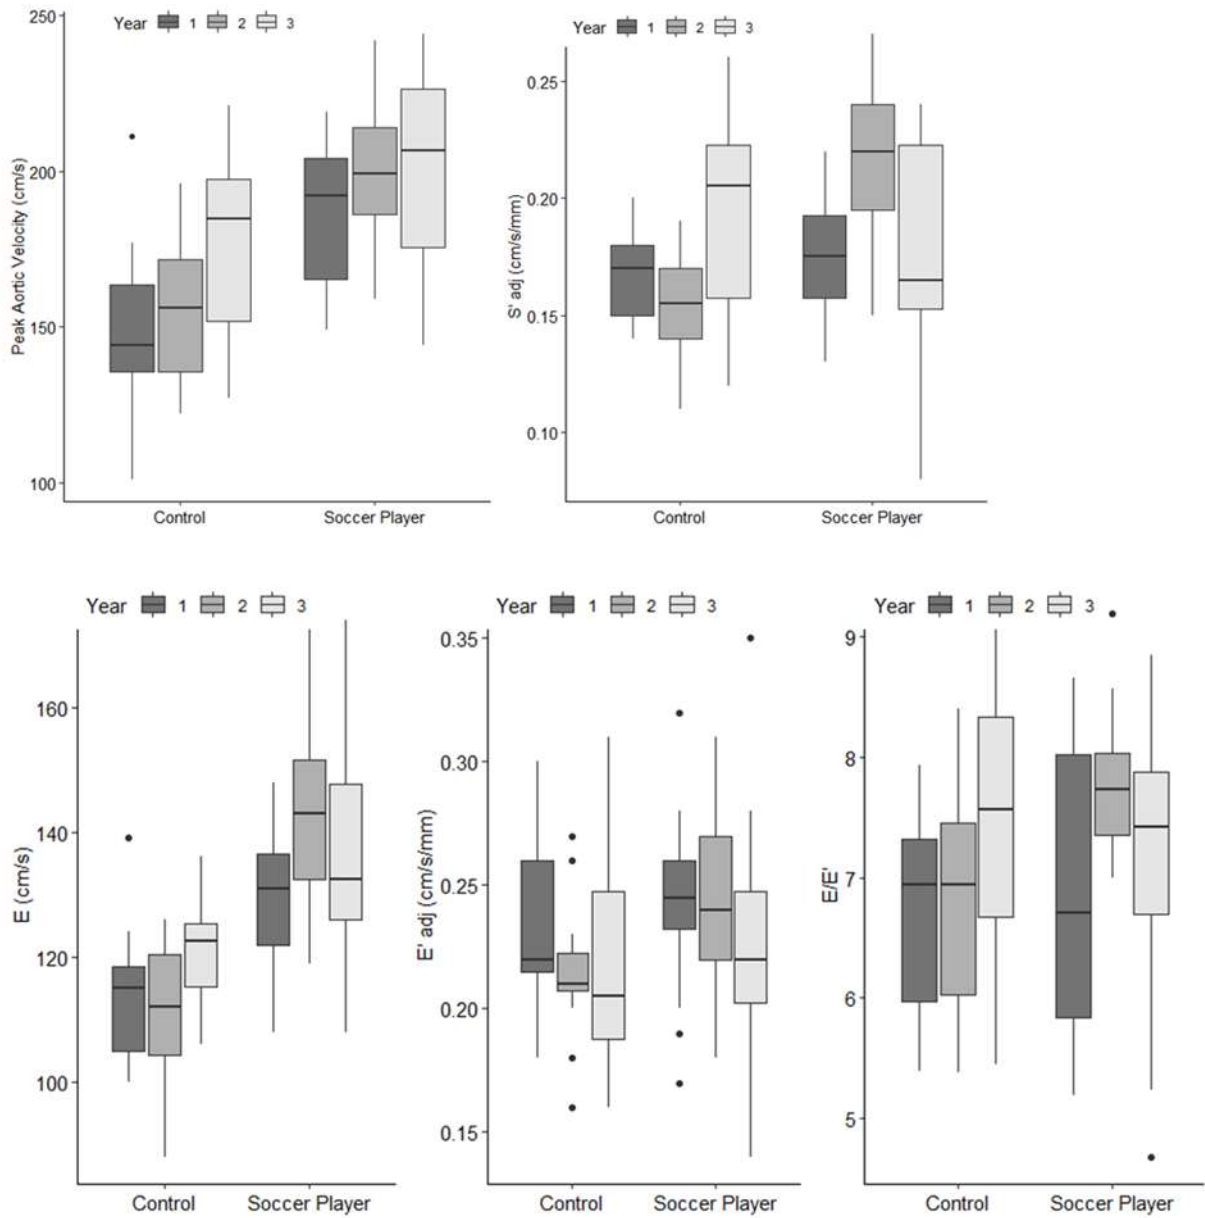 Year 1 2 3
250
200
150
100
Peak Aortic Velocity (cm/s)
Control Soccer Player
Year 1 2 3
0.25
0.20
0.15
0.10
S' adj (cm/s/mm)
Control Soccer Player
Year 1 2 3
160
140
120
100
E (cm/s)
Control Soccer Player
Year 1 2 3
0.35
0.30
0.25
0.20
0.15
E' adj (cm/s/mm)
Control Soccer Player
Year 1 2 3
9
8
7
6
5
E/E'
Control Soccer Player